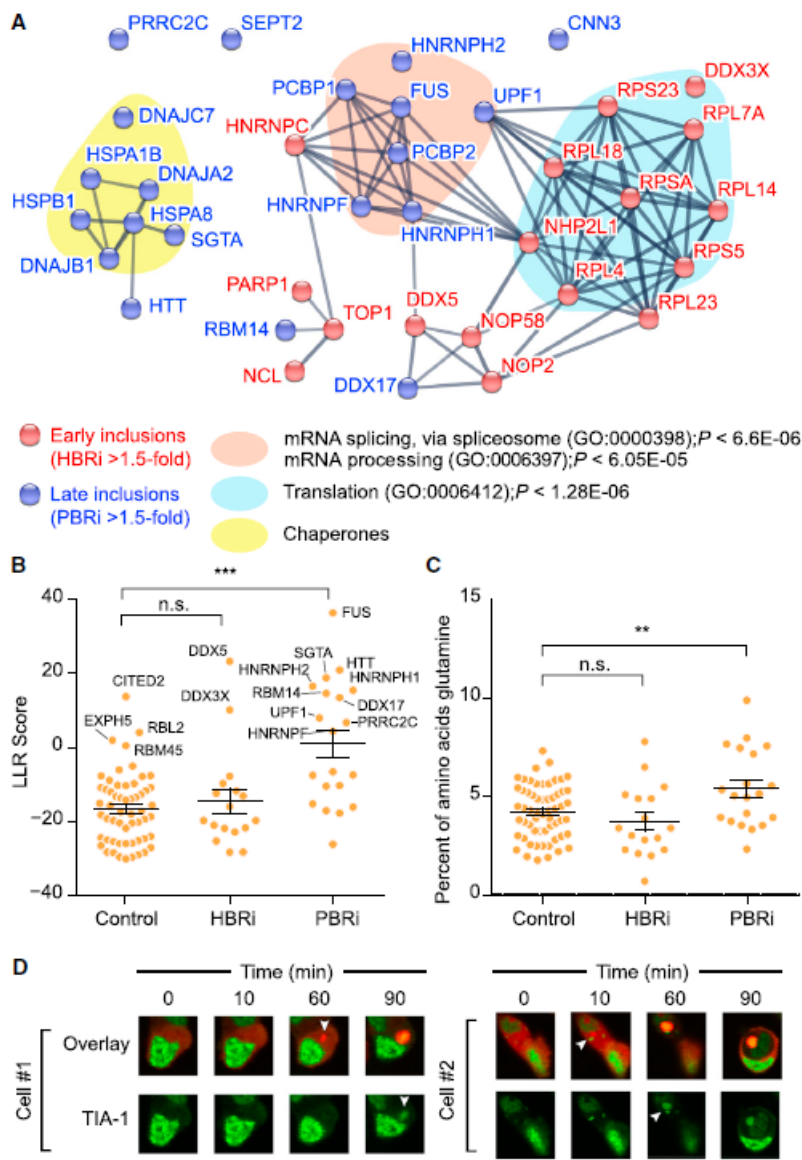 A
PRRC2C
SEPT2
CNN3
HNRNPH2
PCBP1
FUS
UPF1
RPS23
DDX3X
RPL7A
DNAJC7
HNRNPC
HSPA1B
PCBP2
RPL18
DNAJA2
RPSA
RPL14
HSPB1
HSPA8
HNRNPF
SGTA
HNRNPH1
NHP2L1
RPS5
DNAJB1
RPL4
HTT
PARP1
TOP1
DDX5
NOP58
RPL23
RBM14
NCL
DDX17
NOP2
Early inclusions
(HBRi >1.5-fold)
Late inclusions
(PBRi >1.5-fold)
mRNA splicing, via spliceosome (GO:0000398);P < 6.6E-06
mRNA processing (GO:0006397);P < 6.05E-05
Translation (GO:0006412);P < 1.28E-06
Chaperones
B
LLR Score
40
20
0
−20
−40
***
n.s.
FUS
DDX5
SGTA
HTT
HNRNPH2
HNRNPH1
CITED2
DDX3X
RBM14
DDX17
EXPH5
RBL2
UPF1
PRRC2C
RBM45
HNRNPF
Control
HBRi
PBRi
C
Percent of amino acids glutamine
15
10
5
0
**
n.s.
Control
HBRi
PBRi
D
Time (min)
0 10 60 90
Cell #1
Overlay
TIA-1
Time (min)
0 10 60 90
Cell #2